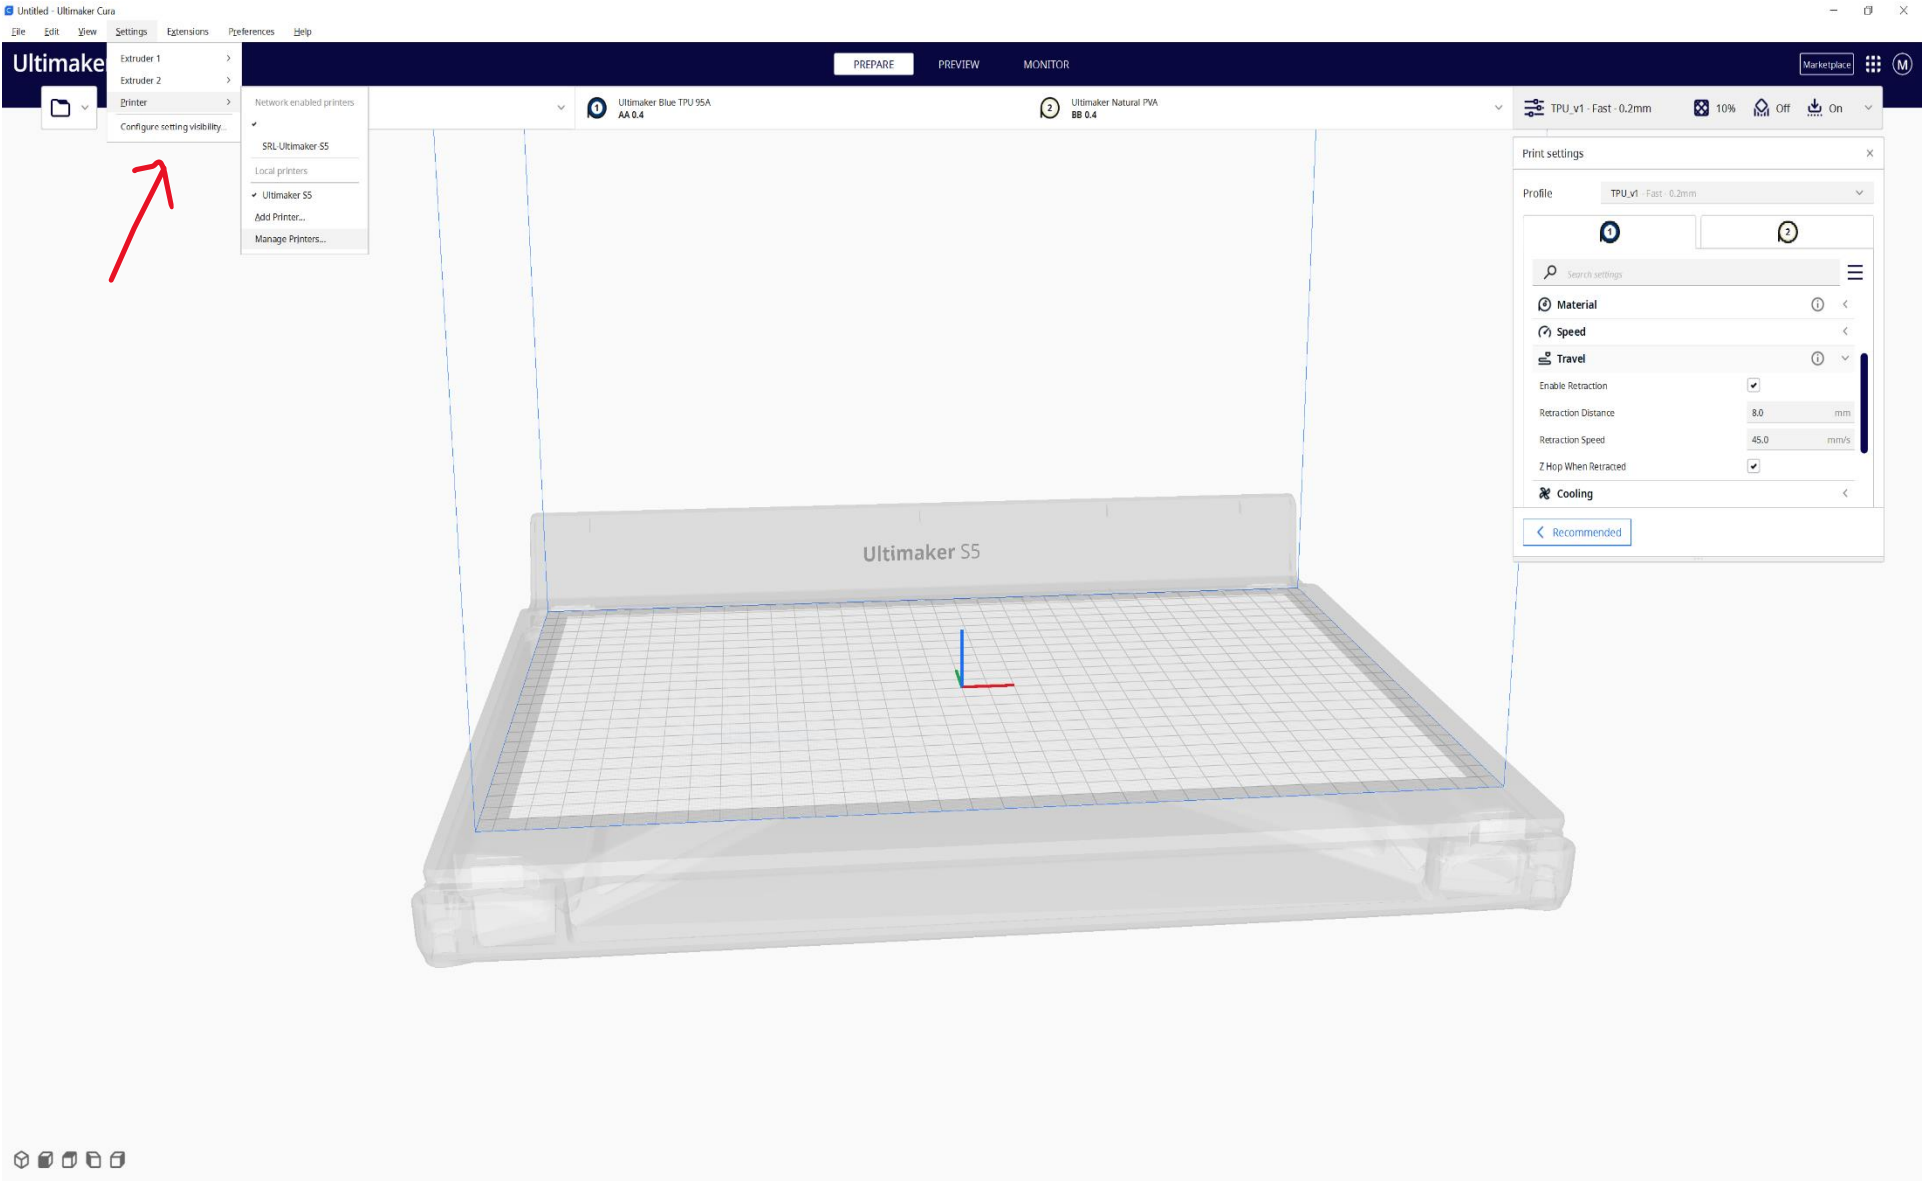 Untitled - Ultimaker Cura
File Edit View Settings Extensions Preferences Help
Ultimake
PREPARE PREVIEW MONITOR
Marketplace
M
Extruder 1
Extruder 2
Printer
Configure setting visibility...
Network enabled printers
SRL-Ultimaker-S5
Local printers
Ultimaker S5
Add Printer...
Manage Printers...
1 Ultimaker Blue TPU 95A
AA 0.4
2 Ultimaker Natural PVA
BB 0.4
TPU_v1 - Fast - 0.2mm 10% Off On
Print settings
Profile TPU_v1 - Fast - 0.2mm
1 2
Search settings
Material
Speed
Travel
Enable Retraction
Retraction Distance 8.0 mm
Retraction Speed 45.0 mm/s
Z Hop When Retracted
Cooling
Recommended
Ultimaker S5